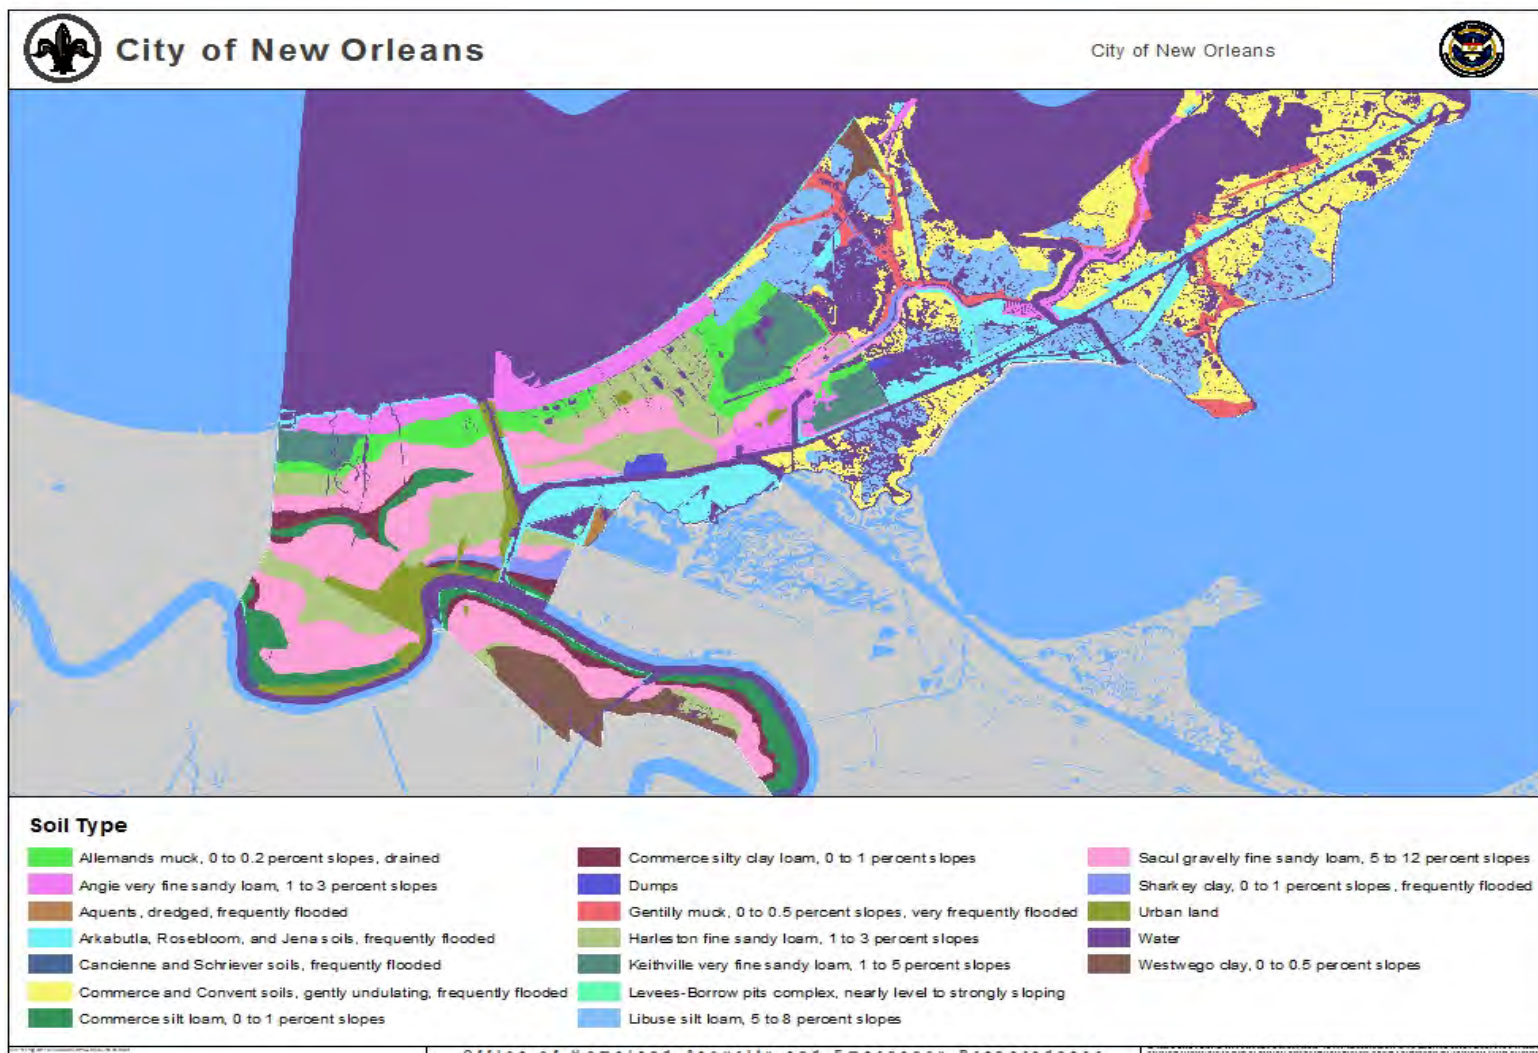 City of New Orleans
City of New Orleans
Soil Type
Allemands muck, 0 to 0.2 percent slopes, drained
Angie very fine sandy loam, 1 to 3 percent slopes
Aquents, dredged, frequently flooded
Arkabutla, Rosebloom, and Jena soils, frequently flooded
Cancienne and Schriever soils, frequently flooded
Commerce and Convent soils, gently undulating, frequently flooded
Commerce silt loam, 0 to 1 percent slopes
Commerce silty clay loam, 0 to 1 percent slopes
Dumps
Gentilly muck, 0 to 0.5 percent slopes, very frequently flooded
Harleston fine sandy loam, 1 to 3 percent slopes
Keithville very fine sandy loam, 1 to 5 percent slopes
Levees-Borrow pits complex, nearly level to strongly sloping
Libuse silt loam, 5 to 8 percent slopes
Sacul gravelly fine sandy loam, 5 to 12 percent slopes
Sharkey clay, 0 to 1 percent slopes, frequently flooded
Urban land
Water
Westwego clay, 0 to 0.5 percent slopes